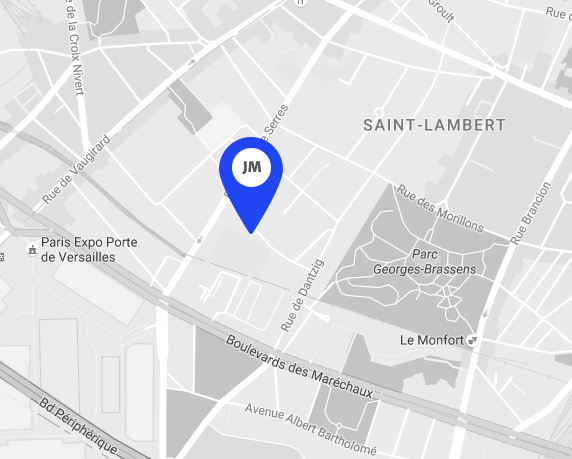 Groult
Rue de la Croix Nivert
SAINT-LAMBERT
Serres
JM
Rue de Vaugirard
Rue des Morillons
Rue Brancion
Paris Expo Porte
de Versailles
Parc
Georges-Brassens
Rue de Dantzig
Le Monfort
Boulevards des Maréchaux
Bd Périphérique
Avenue Albert Bartholomé